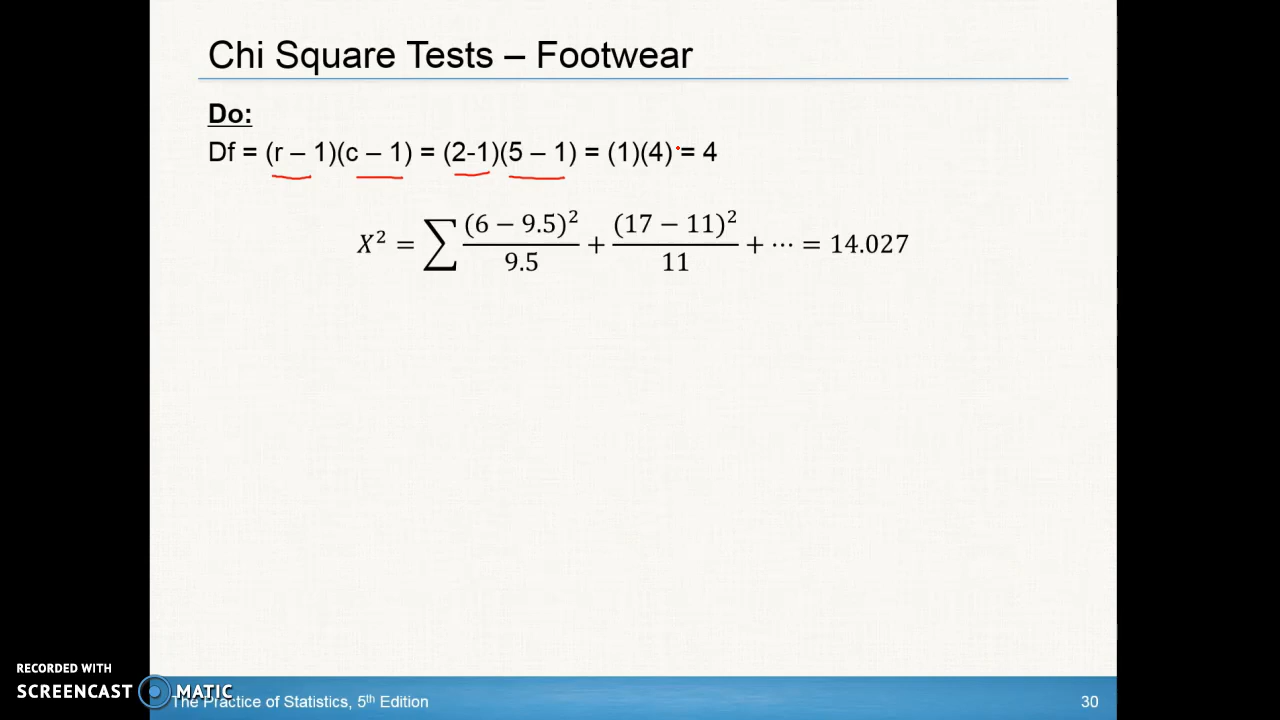 Chi Square Tests – Footwear
Do:
Df = (r – 1)(c – 1) = (2-1)(5 – 1) = (1)(4) = 4
X² = ∑ (6 − 9.5)²/9.5 + (17 − 11)²/11 + ⋯ = 14.027
RECORDED WITH
SCREENCAST MATIC
The Practice of Statistics, 5th Edition
30